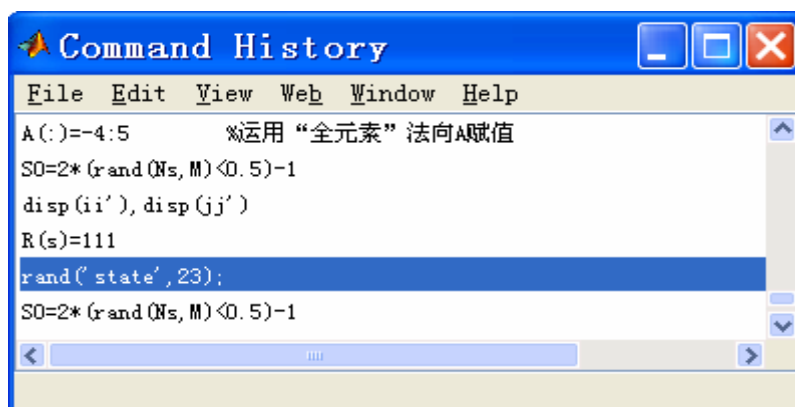 Command History
File Edit View Web Window Help
A(:)=-4:5 %运用“全元素”法向A赋值
S0=2*(rand(Ns,M)<0.5)-1
disp(ii'),disp(jj')
R(s)=111
rand('state',23);
S0=2*(rand(Ns,M)<0.5)-1